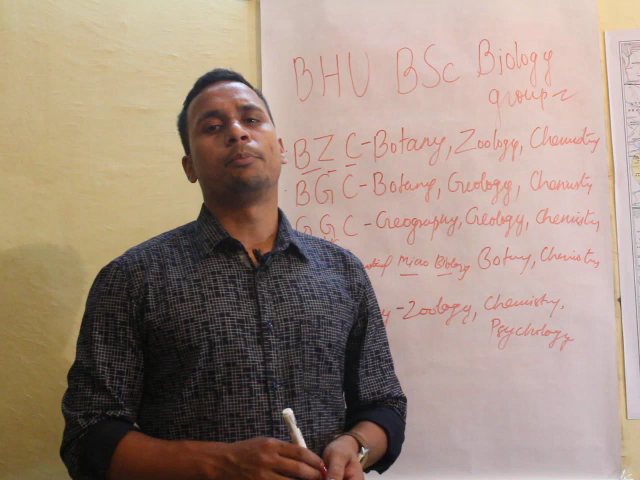 BHU BSc Biology
group-
BZC-Botany, Zoology, Chemistry
BGC-Botany, Geology, Chemisty
GGC-Geography, Geology, Chemistry
Micro Biology Botany, Chemistry
-Zoology, Chemistry,
Psychology